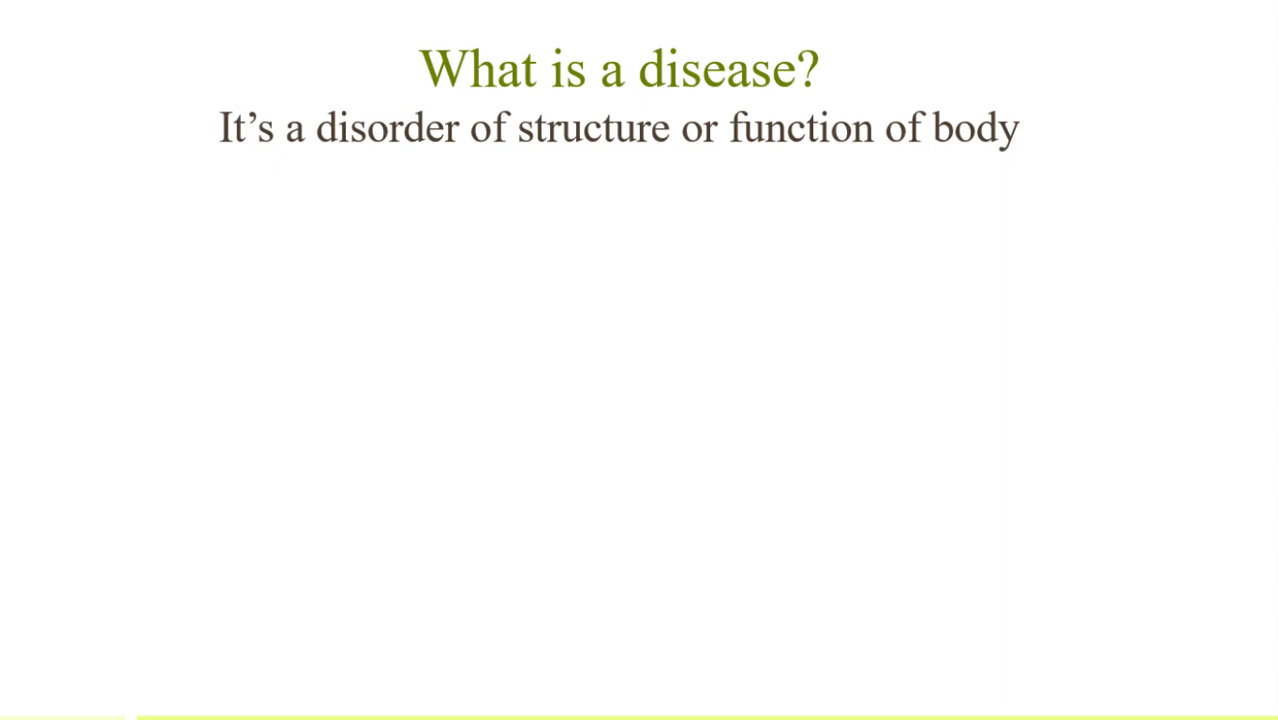 What is a disease?
It’s a disorder of structure or function of body